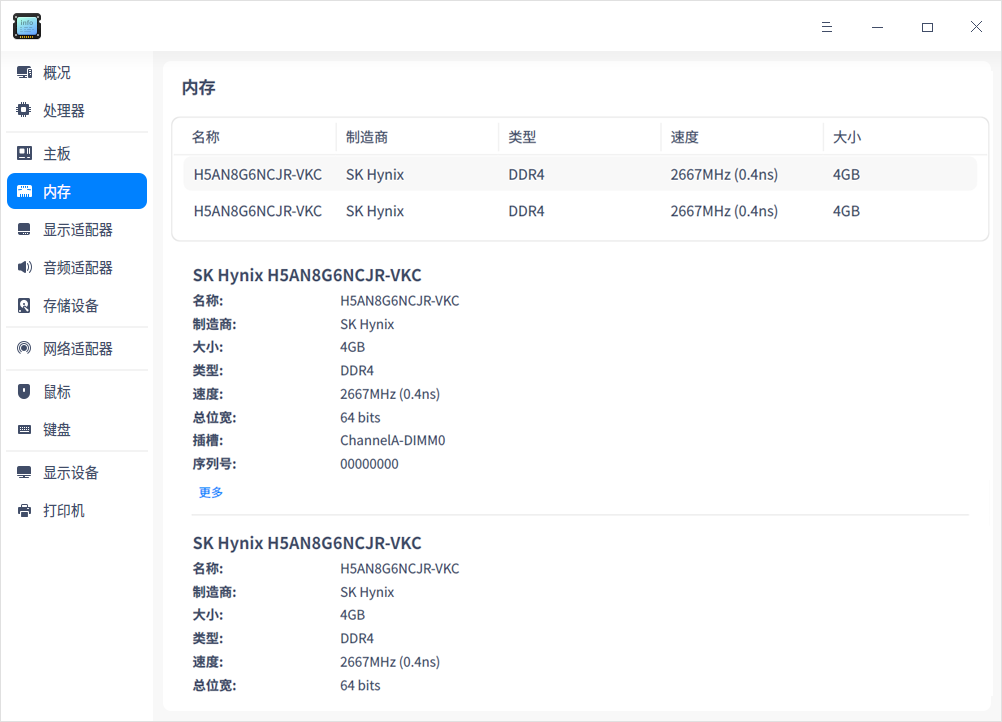 info
概况
处理器
主板
内存
显示适配器
音频适配器
存储设备
网络适配器
鼠标
键盘
显示设备
打印机
内存
名称 制造商 类型 速度 大小
H5AN8G6NCJR-VKC SK Hynix DDR4 2667MHz (0.4ns) 4GB
H5AN8G6NCJR-VKC SK Hynix DDR4 2667MHz (0.4ns) 4GB
SK Hynix H5AN8G6NCJR-VKC
名称: H5AN8G6NCJR-VKC
制造商: SK Hynix
大小: 4GB
类型: DDR4
速度: 2667MHz (0.4ns)
总位宽: 64 bits
插槽: ChannelA-DIMM0
序列号: 00000000
更多
SK Hynix H5AN8G6NCJR-VKC
名称: H5AN8G6NCJR-VKC
制造商: SK Hynix
大小: 4GB
类型: DDR4
速度: 2667MHz (0.4ns)
总位宽: 64 bits